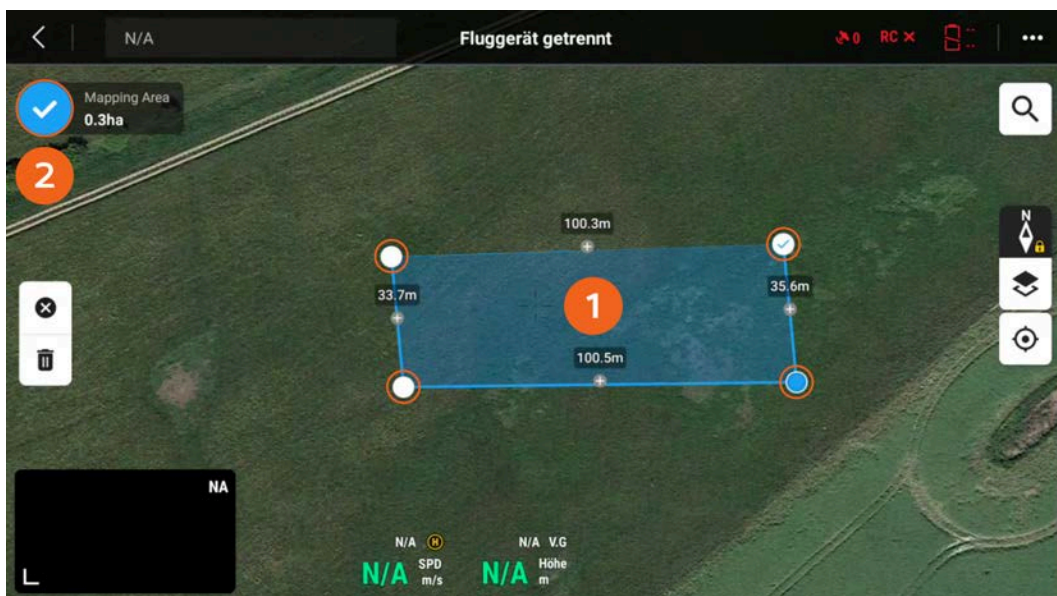 N/A
Fluggerät getrennt
0 RC
Mapping Area
0.3ha
2
N
100.3m
33.7m
1
35.6m
100.5m
NA
N/A H
N/A SPD
m/s
N/A V.G
N/A Höhe
m